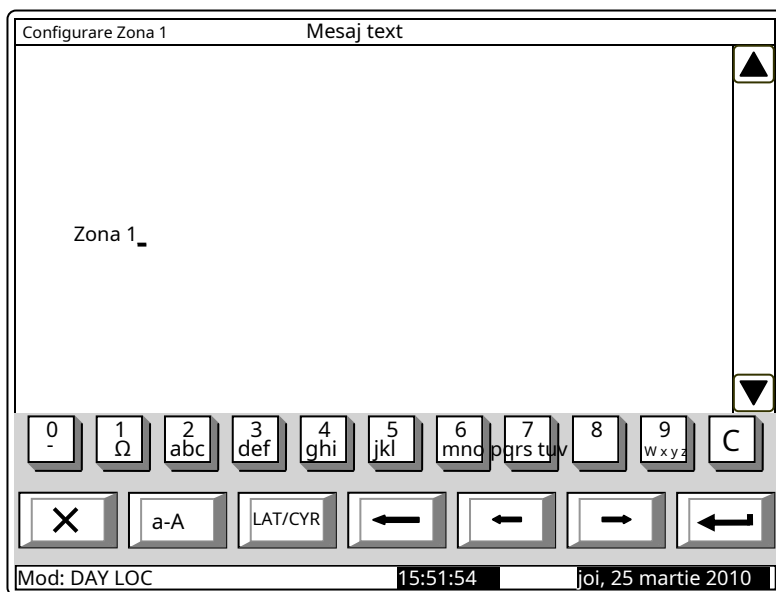 Configurare Zona 1 Mesaj text
Zona 1
0 1 2 3 4 5 6 7 8 9 C
- Ω abc def ghi jkl mno pqrs tuv W x y z
a-A LAT/CYR
Mod: DAY LOC 15:51:54 joi, 25 martie 2010